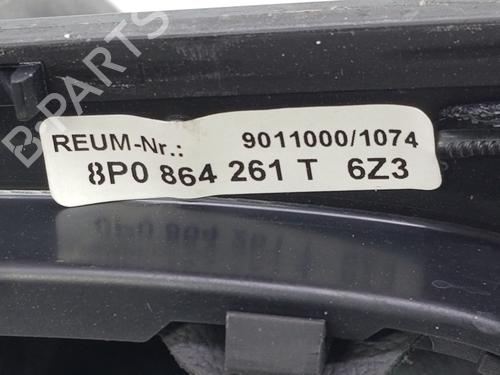 B-PARTS
REUM-Nr.: 9011000/1074
8P0 864 261 T 6Z3